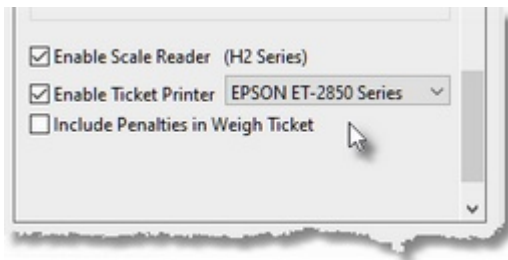 Enable Scale Reader (H2 Series)
Enable Ticket Printer EPSON ET-2850 Series
Include Penalties in Weigh Ticket